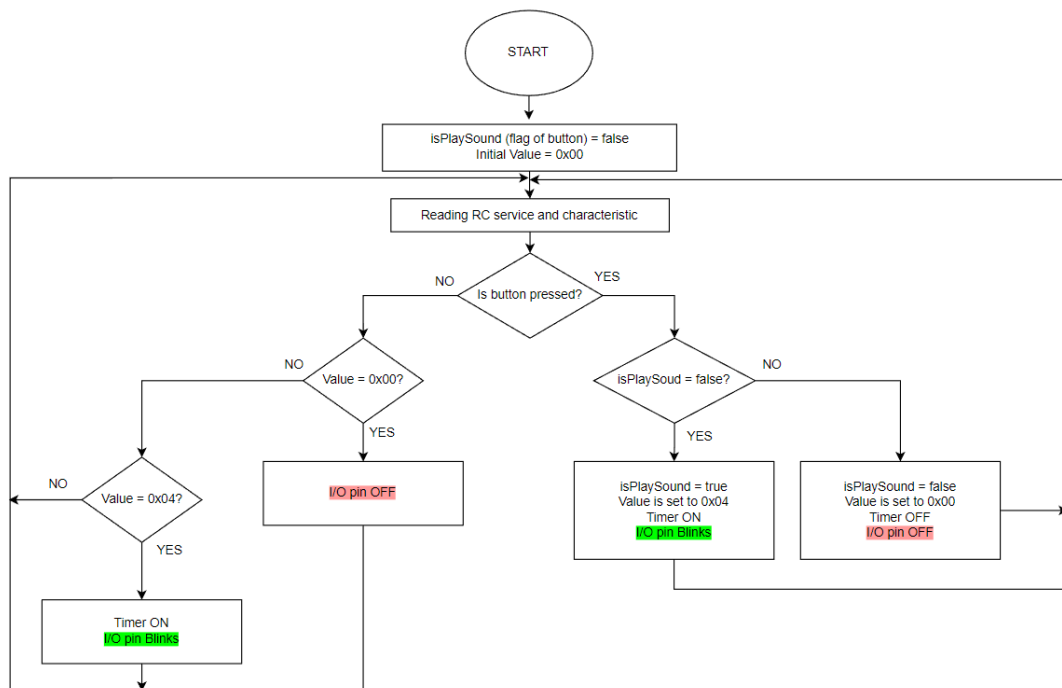 START
isPlaySound (flag of button) = false
Initial Value = 0x00
Reading RC service and characteristic
NO
YES
Is button pressed?
NO
Value = 0x00?
isPlaySoud = false?
NO
YES
YES
NO
Value = 0x04?
I/O pin OFF
isPlaySound = true
Value is set to 0x04
Timer ON
I/O pin Blinks
isPlaySound = false
Value is set to 0x00
Timer OFF
I/O pin OFF
YES
Timer ON
I/O pin Blinks